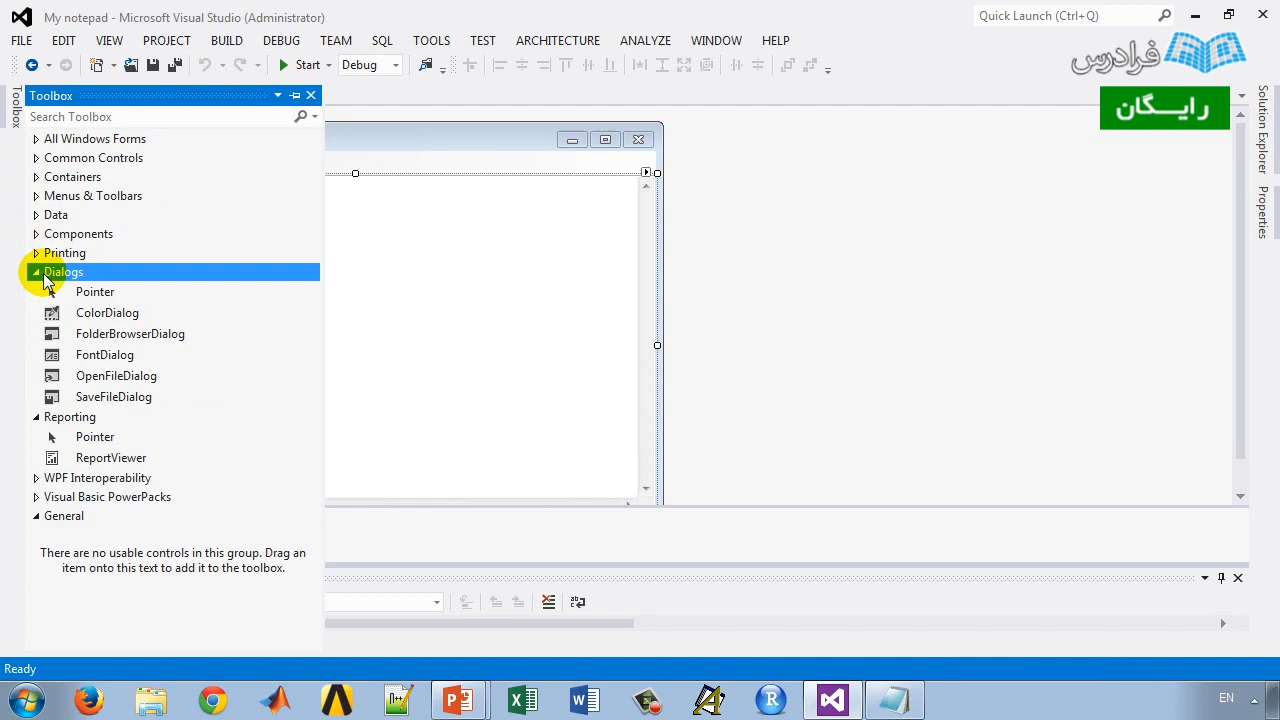 My notepad - Microsoft Visual Studio (Administrator)
Quick Launch (Ctrl+Q)
FILE EDIT VIEW PROJECT BUILD DEBUG TEAM SQL TOOLS TEST ARCHITECTURE ANALYZE WINDOW HELP
Start Debug
فرادرس
رایگان
Toolbox
Toolbox
Search Toolbox
All Windows Forms
Common Controls
Containers
Menus & Toolbars
Data
Components
Printing
Dialogs
Pointer
ColorDialog
FolderBrowserDialog
FontDialog
OpenFileDialog
SaveFileDialog
Reporting
Pointer
ReportViewer
WPF Interoperability
Visual Basic PowerPacks
General
There are no usable controls in this group. Drag an
item onto this text to add it to the toolbox.
Solution Explorer
Properties
Ready
EN